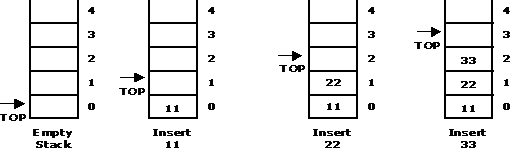 4 4 4 4
3 3 3 3
TOP
2 2 2 33 2
TOP
1 1 22 1 22 1
TOP
0 11 0 11 0 11 0
TOP
Empty Stack
Insert 11
Insert 22
Insert 33